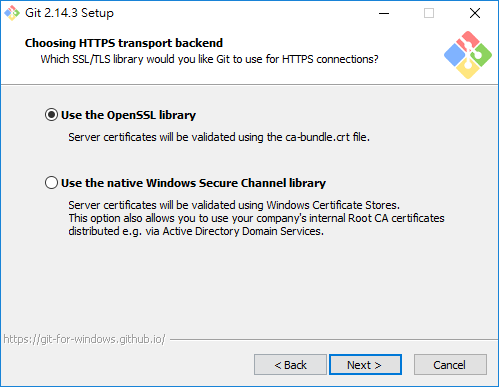 Git 2.14.3 Setup
Choosing HTTPS transport backend
Which SSL/TLS library would you like Git to use for HTTPS connections?
Use the OpenSSL library
Server certificates will be validated using the ca-bundle.crt file.
Use the native Windows Secure Channel library
Server certificates will be validated using Windows Certificate Stores.
This option also allows you to use your company's internal Root CA certificates
distributed e.g. via Active Directory Domain Services.
https://git-for-windows.github.io/
< Back
Next >
Cancel